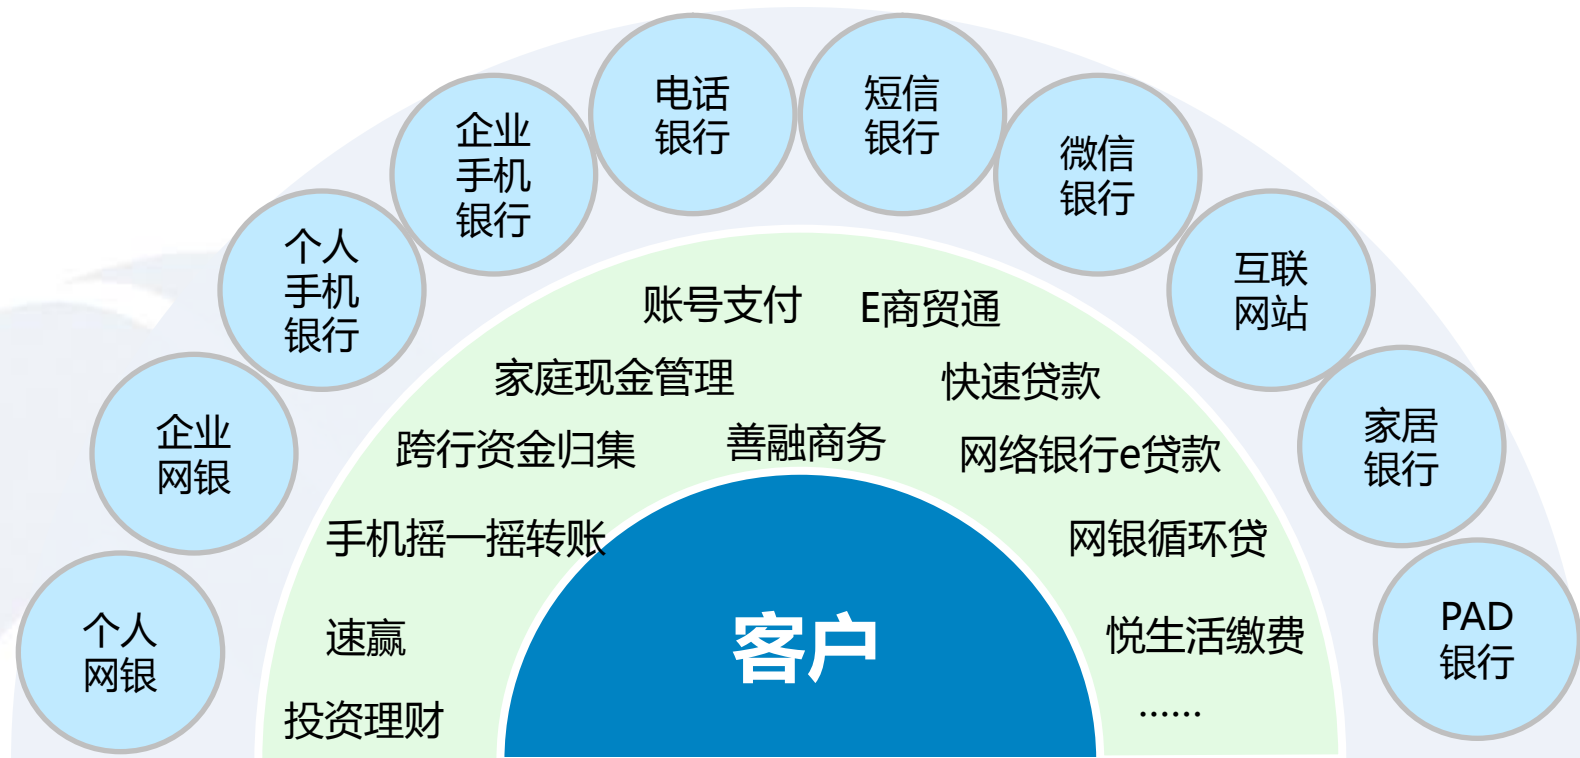 电话
银行
短信
银行
企业
手机
银行
微信
银行
个人
手机
银行
互联
网站
企业
网银
家居
银行
个人
网银
PAD
银行
账号支付
E商贸通
家庭现金管理
快速贷款
跨行资金归集
善融商务
网络银行e贷款
手机摇一摇转账
网银循环贷
速赢
悦生活缴费
投资理财
······
客户